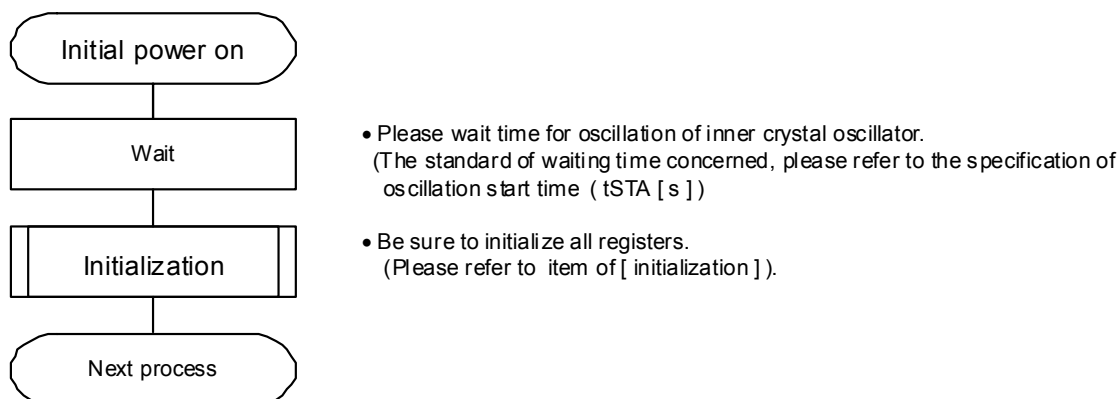 Initial power on
Wait
• Please wait time for oscillation of inner crystal oscillator.
(The standard of waiting time concerned, please refer to the specification of
oscillation start time ( tSTA [ s ])
Initialization
• Be sure to initialize all registers.
(Please refer to item of [ initialization ] ).
Next process